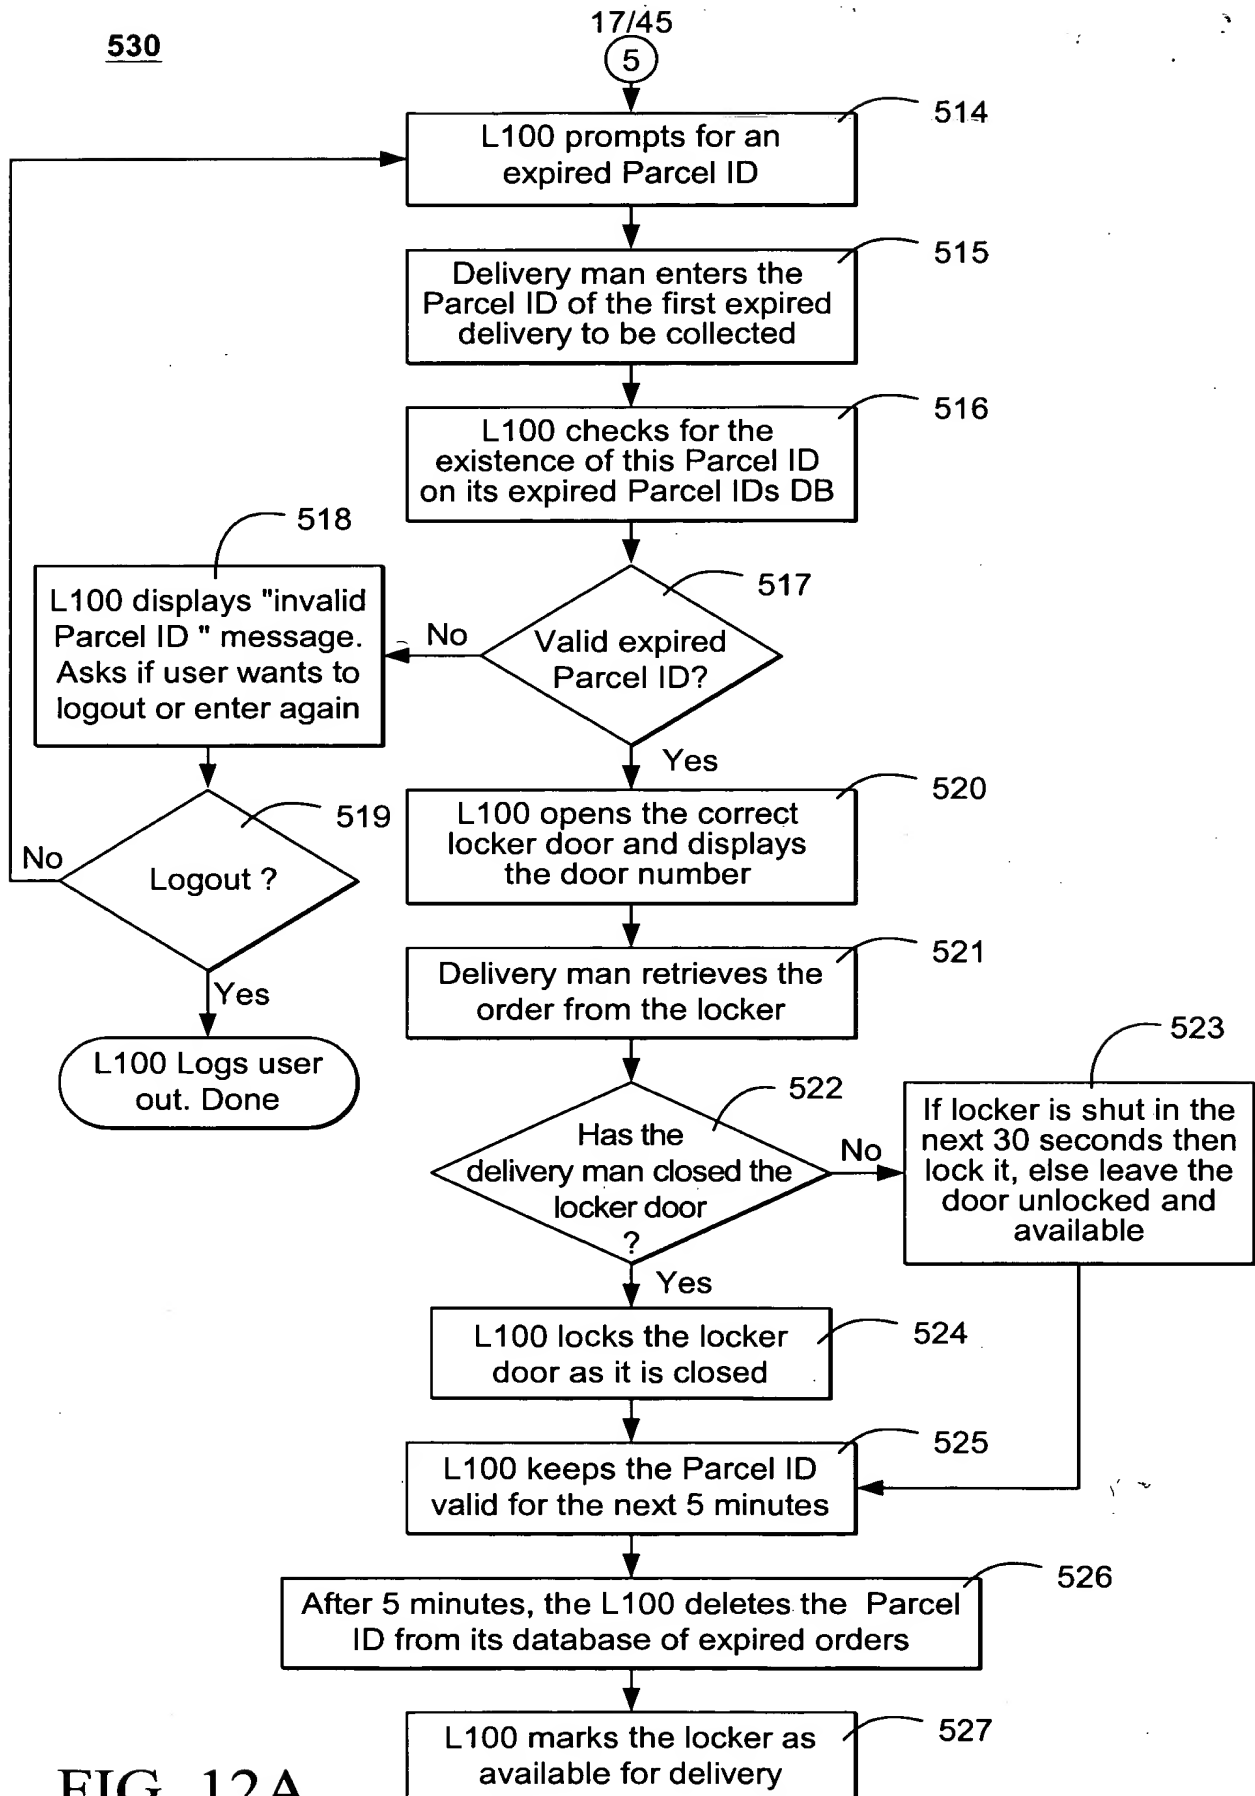 17/45
530
5
L100 prompts for an
expired Parcel ID
514
Delivery man enters the
Parcel ID of the first expired
delivery to be collected
515
L100 checks for the
existence of this Parcel ID
on its expired Parcel IDs DB
516
518
L100 displays "invalid
Parcel ID " message.
Asks if user wants to
logout or enter again
No
Valid expired
Parcel ID?
517
Yes
519
No
Logout ?
Yes
L100 Logs user
out. Done
L100 opens the correct
locker door and displays
the door number
520
Delivery man retrieves the
order from the locker
521
Has the
delivery man closed the
locker door
?
522
No
523
If locker is shut in the
next 30 seconds then
lock it, else leave the
door unlocked and
available
Yes
L100 locks the locker
door as it is closed
524
L100 keeps the Parcel ID
valid for the next 5 minutes
525
After 5 minutes, the L100 deletes the Parcel
ID from its database of expired orders
526
L100 marks the locker as
available for delivery
527
FIG. 12A